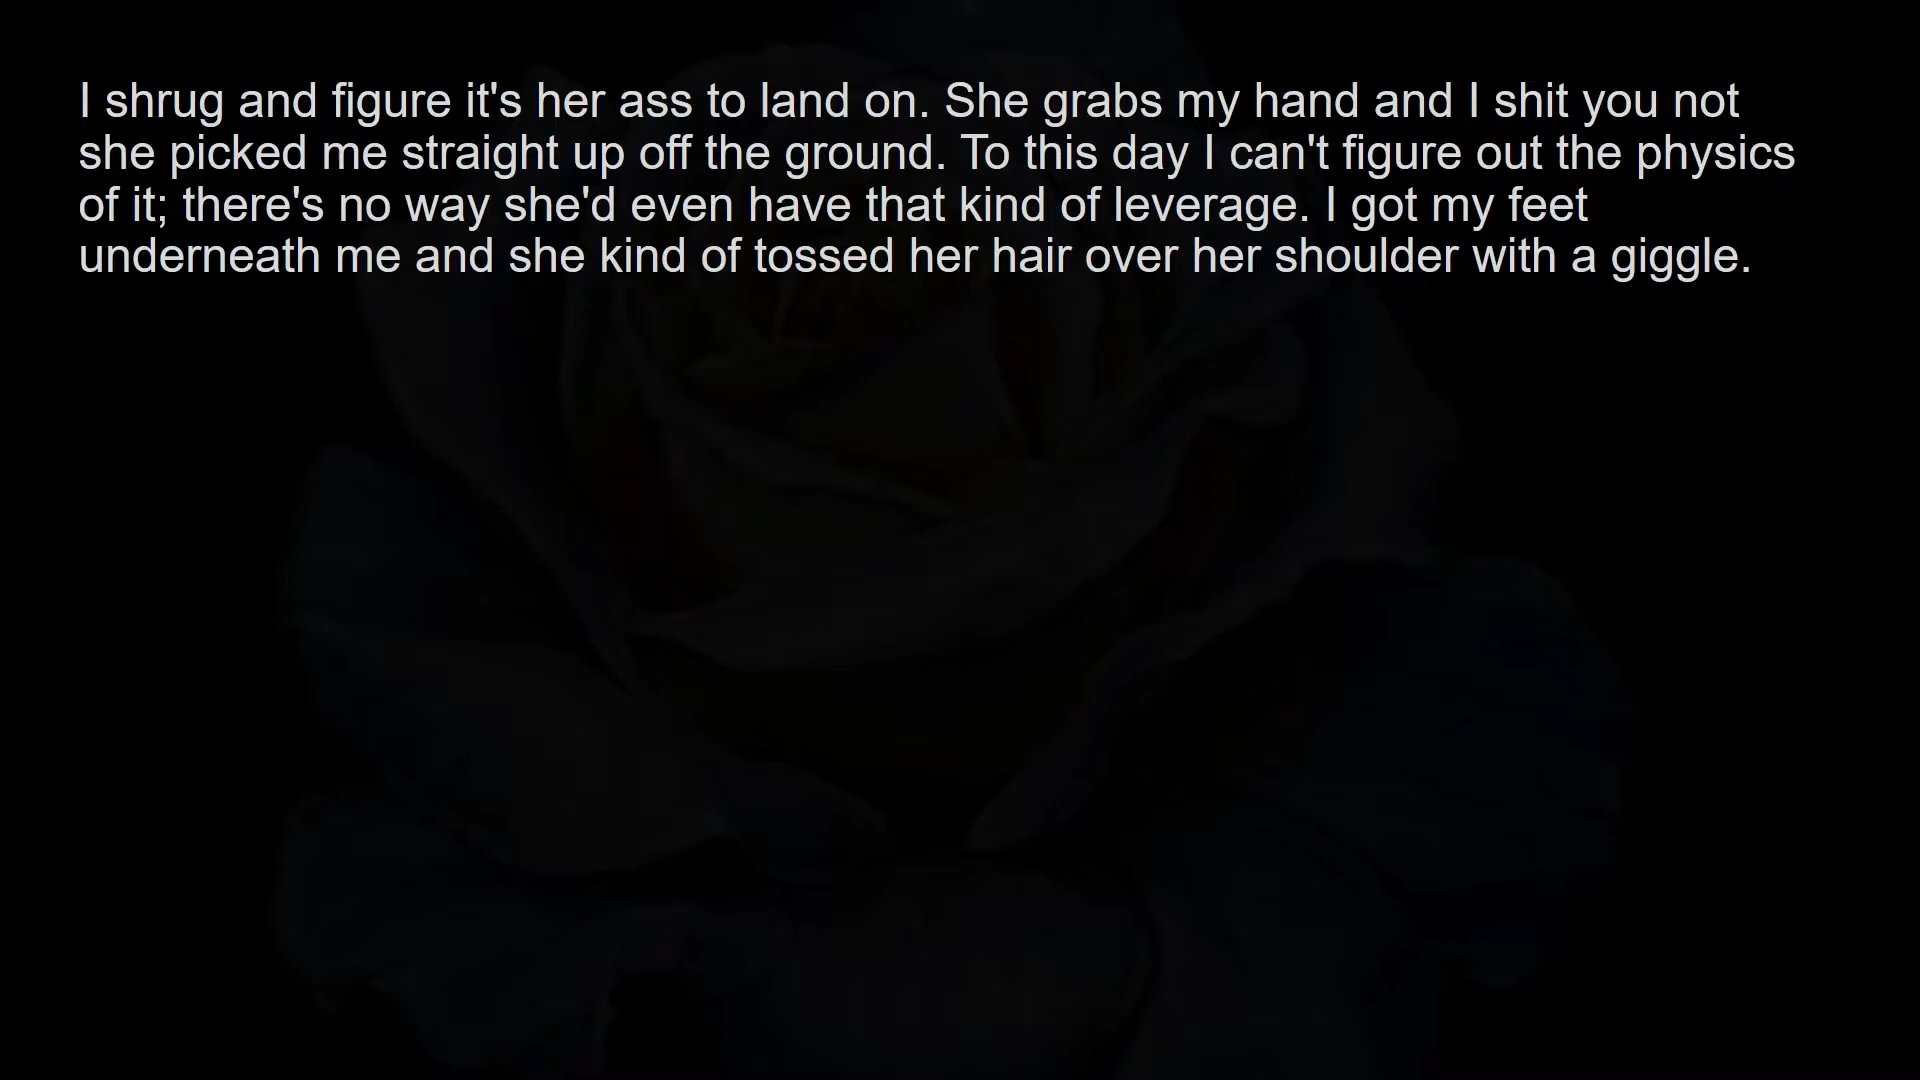 I shrug and figure it's her ass to land on. She grabs my hand and I shit you not
she picked me straight up off the ground. To this day I can't figure out the physics
of it; there's no way she'd even have that kind of leverage. I got my feet
underneath me and she kind of tossed her hair over her shoulder with a giggle.